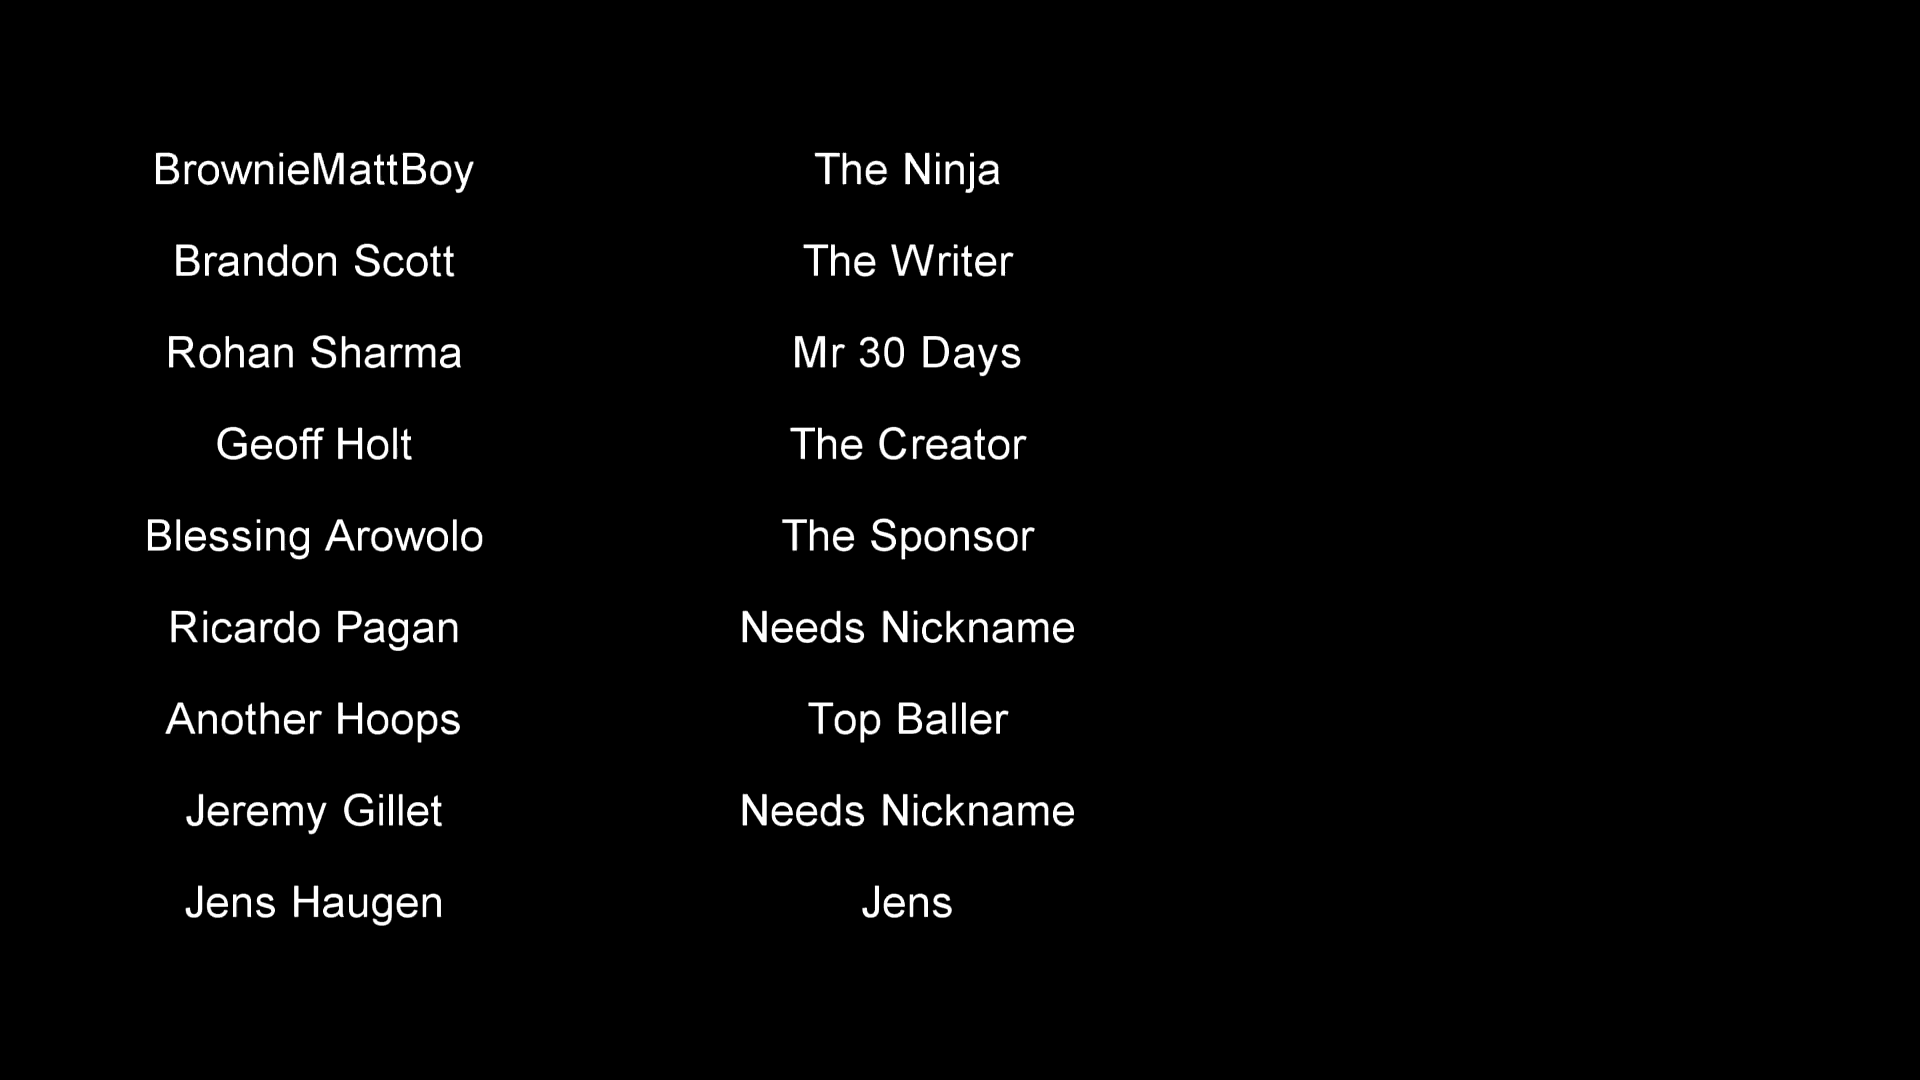 BrownieMattBoy The Ninja
Brandon Scott The Writer
Rohan Sharma Mr 30 Days
Geoff Holt The Creator
Blessing Arowolo The Sponsor
Ricardo Pagan Needs Nickname
Another Hoops Top Baller
Jeremy Gillet Needs Nickname
Jens Haugen Jens